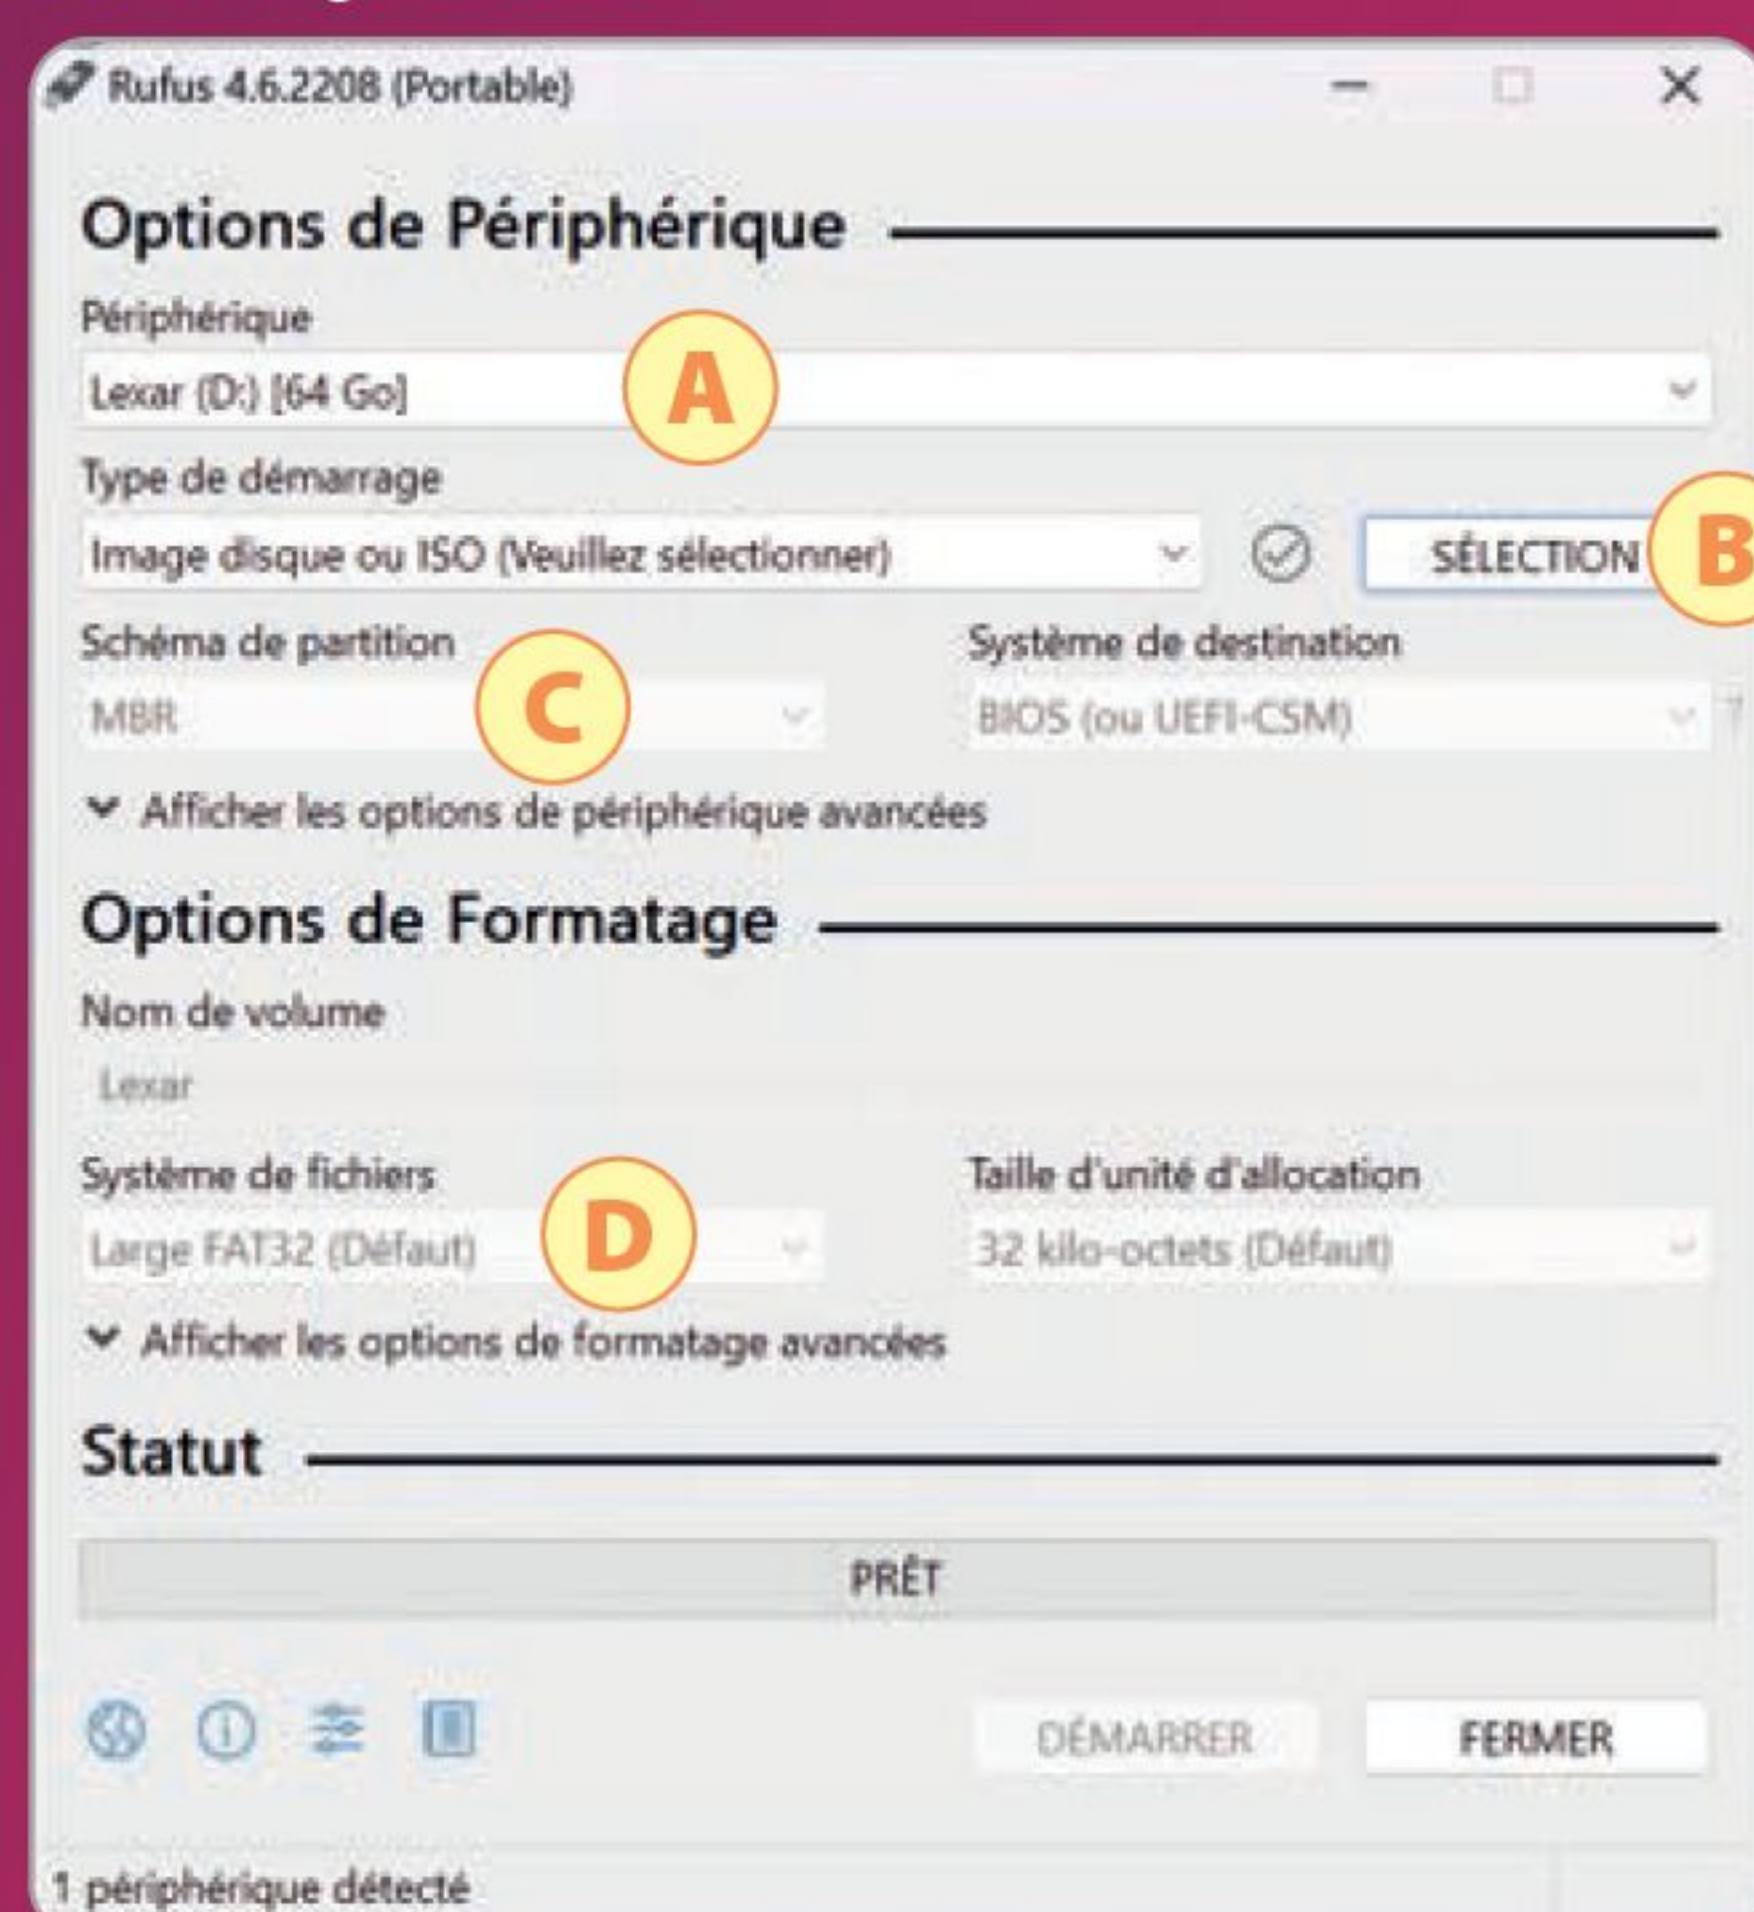 Rufus 4.6.2208 (Portable)
Options de Périphérique
Périphérique
Lexar (D:) [64 Go]
A
Type de démarrage
Image disque ou ISO (Veuillez sélectionner)
SÉLECTION
B
Schéma de partition
Système de destination
MBR
C
BIOS (ou UEFI-CSM)
?
Afficher les options de périphérique avancées
Options de Formatage
Nom de volume
Lexar
Système de fichiers
Taille d'unité d'allocation
Large FAT32 (Défaut)
D
32 kilo-octets (Défaut)
Afficher les options de formatage avancées
Statut
PRÊT
DÉMARRER
FERMER
1 périphérique détecté